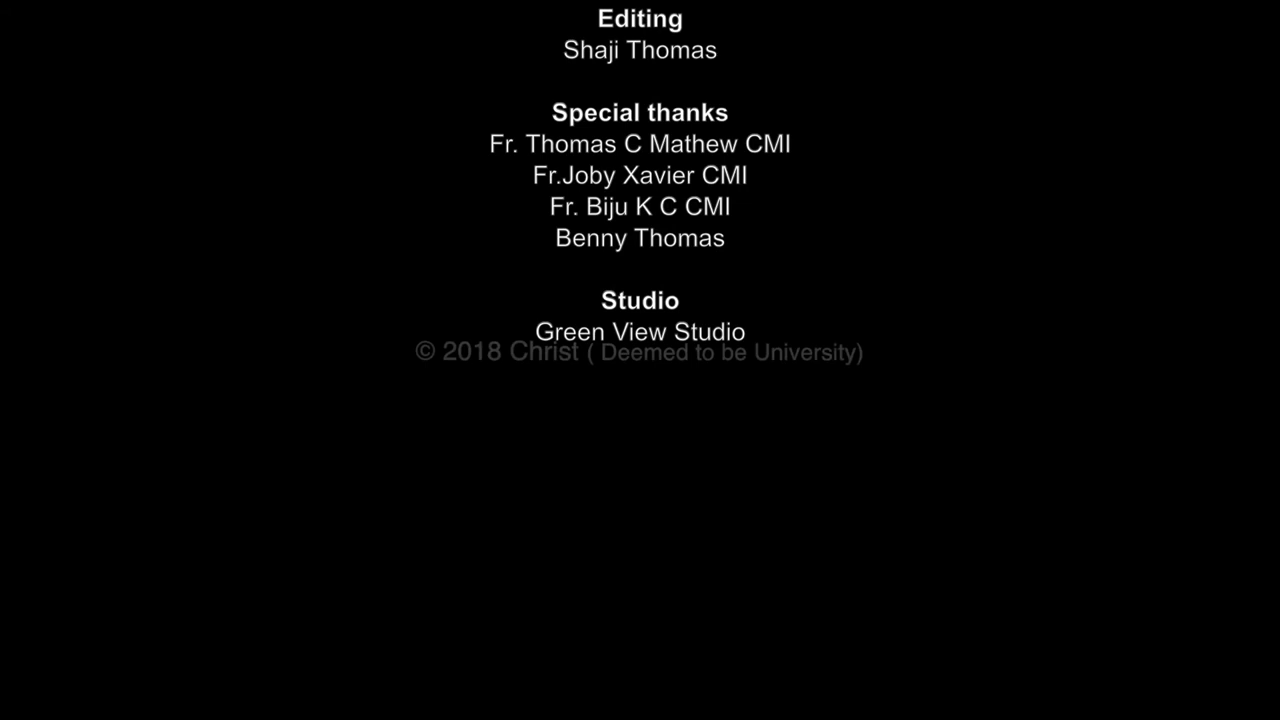 Editing
Shaji Thomas
Special thanks
Fr. Thomas C Mathew CMI
Fr.Joby Xavier CMI
Fr. Biju K C CMI
Benny Thomas
Studio
Green View Studio
© 2018 Christ ( Deemed to be University)